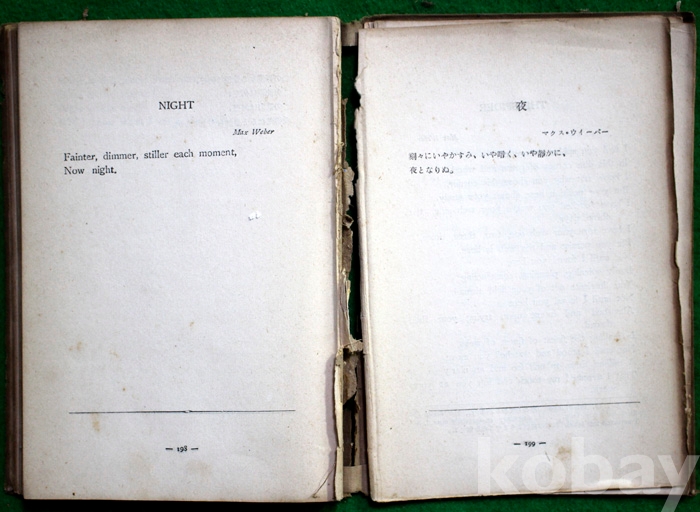 NIGHT
Max Weber
Fainter, dimmer, stiller each moment,
Now night.
— 198 —
夜
マクス・ウイーバー
刻々にいやかすみ、いや暗く、いや静かに、
夜となりぬ。
— 199 —
kobay